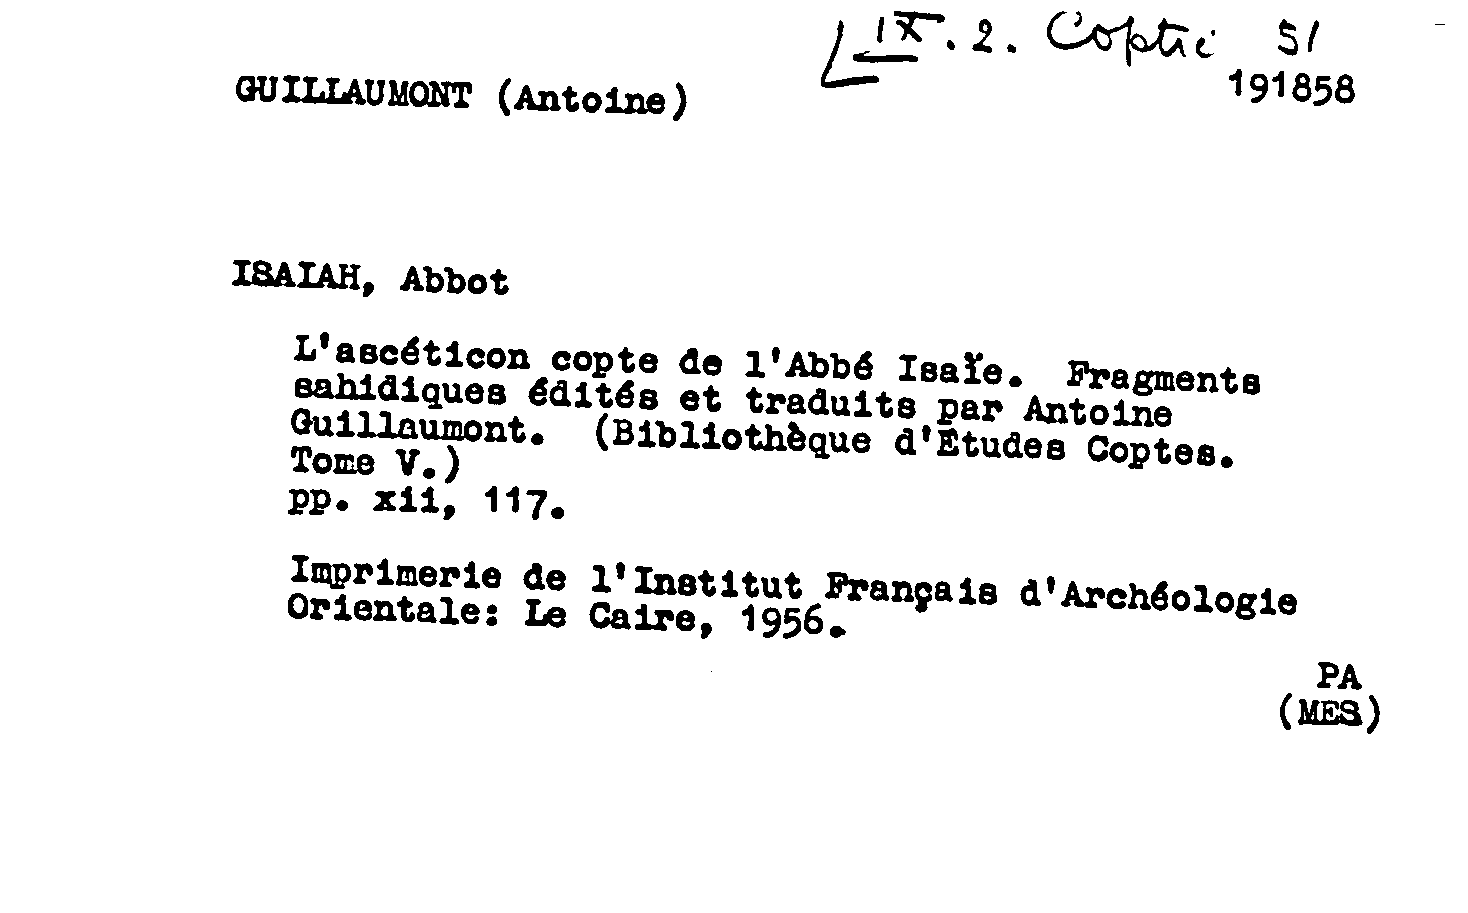 IX.2. Coptic 51
191858
GUILLAUMONT (Antoine)
ISAIAH, Abbot
L'ascéticon copte de l'Abbé Isaïe. Fragments
sahidiques édités et traduits par Antoine
Guillaumont. (Bibliothèque d'Études Coptes.
Tome V.)
pp. xii, 117.
Imprimerie de l'Institut Français d'Archéologie
Orientale: Le Caire, 1956.
PA
(MES)